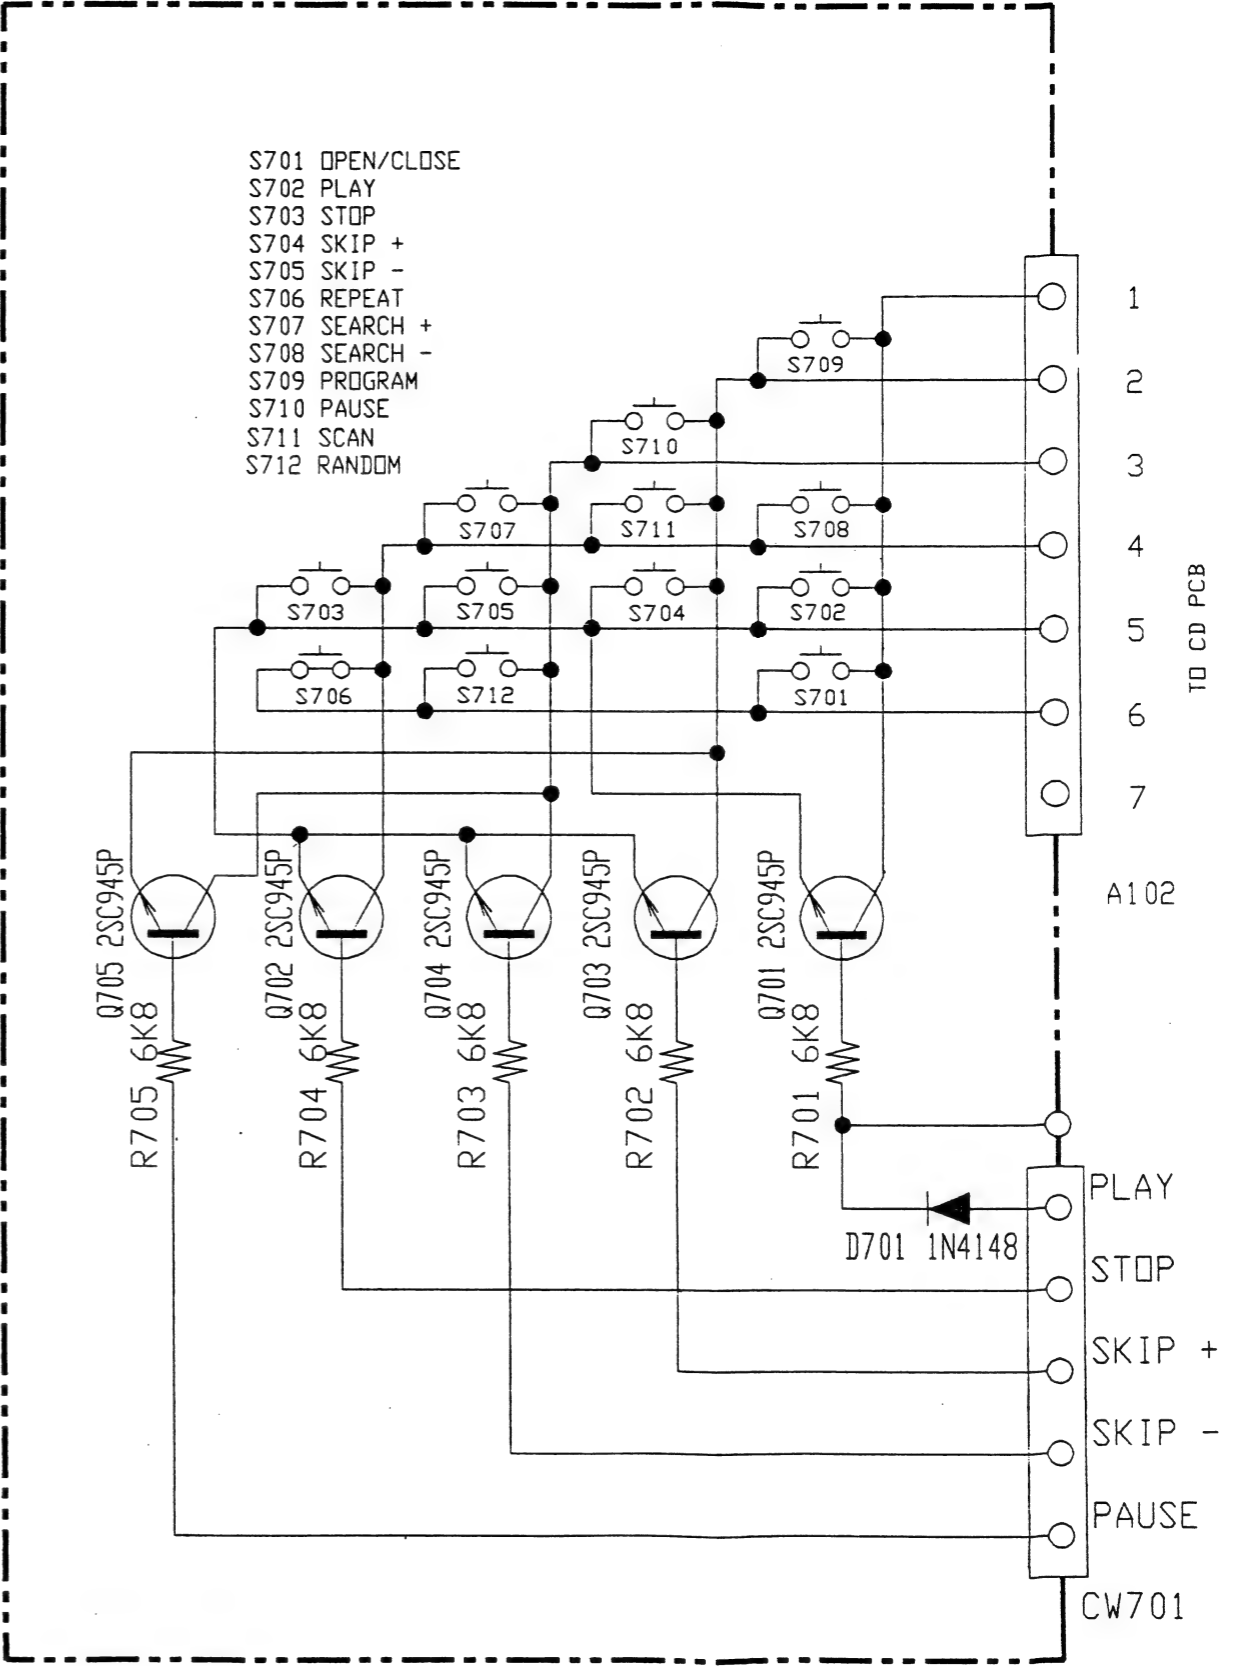 S701 OPEN/CLOSE
S702 PLAY
S703 STOP
S704 SKIP +
S705 SKIP -
S706 REPEAT
S707 SEARCH +
S708 SEARCH -
S709 PROGRAM
S710 PAUSE
S711 SCAN
S712 RANDOM
1
S709
2
S710
3
S707
S711
S708
4
S703
S705
S704
S702
5
S706
S712
S701
6
7
TO CD PCB
A102
Q705 2SC945P
Q702 2SC945P
Q704 2SC945P
Q703 2SC945P
Q701 2SC945P
R705 6K8
R704 6K8
R703 6K8
R702 6K8
R701 6K8
PLAY
D701 1N4148
STOP
SKIP +
SKIP -
PAUSE
CW701